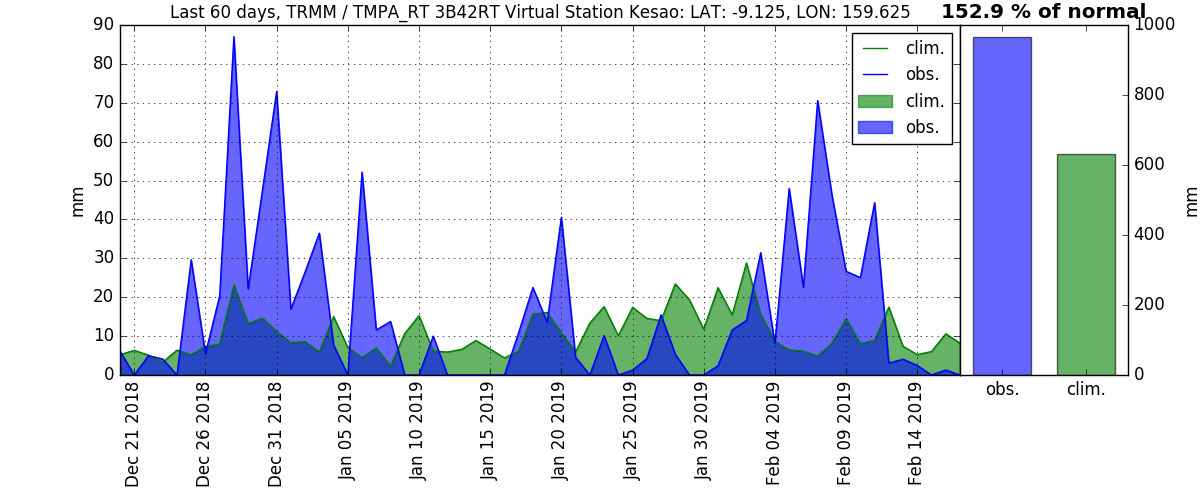 Last 60 days, TRMM / TMPA_RT 3B42RT Virtual Station Kesao: LAT: -9.125, LON: 159.625
152.9 % of normal
90
80
70
60
50
40
30
20
10
0
mm
clim.
obs.
clim.
obs.
1000
800
600
400
200
0
mm
Dec 21 2018
Dec 26 2018
Dec 31 2018
Jan 05 2019
Jan 10 2019
Jan 15 2019
Jan 20 2019
Jan 25 2019
Jan 30 2019
Feb 04 2019
Feb 09 2019
Feb 14 2019
obs.
clim.